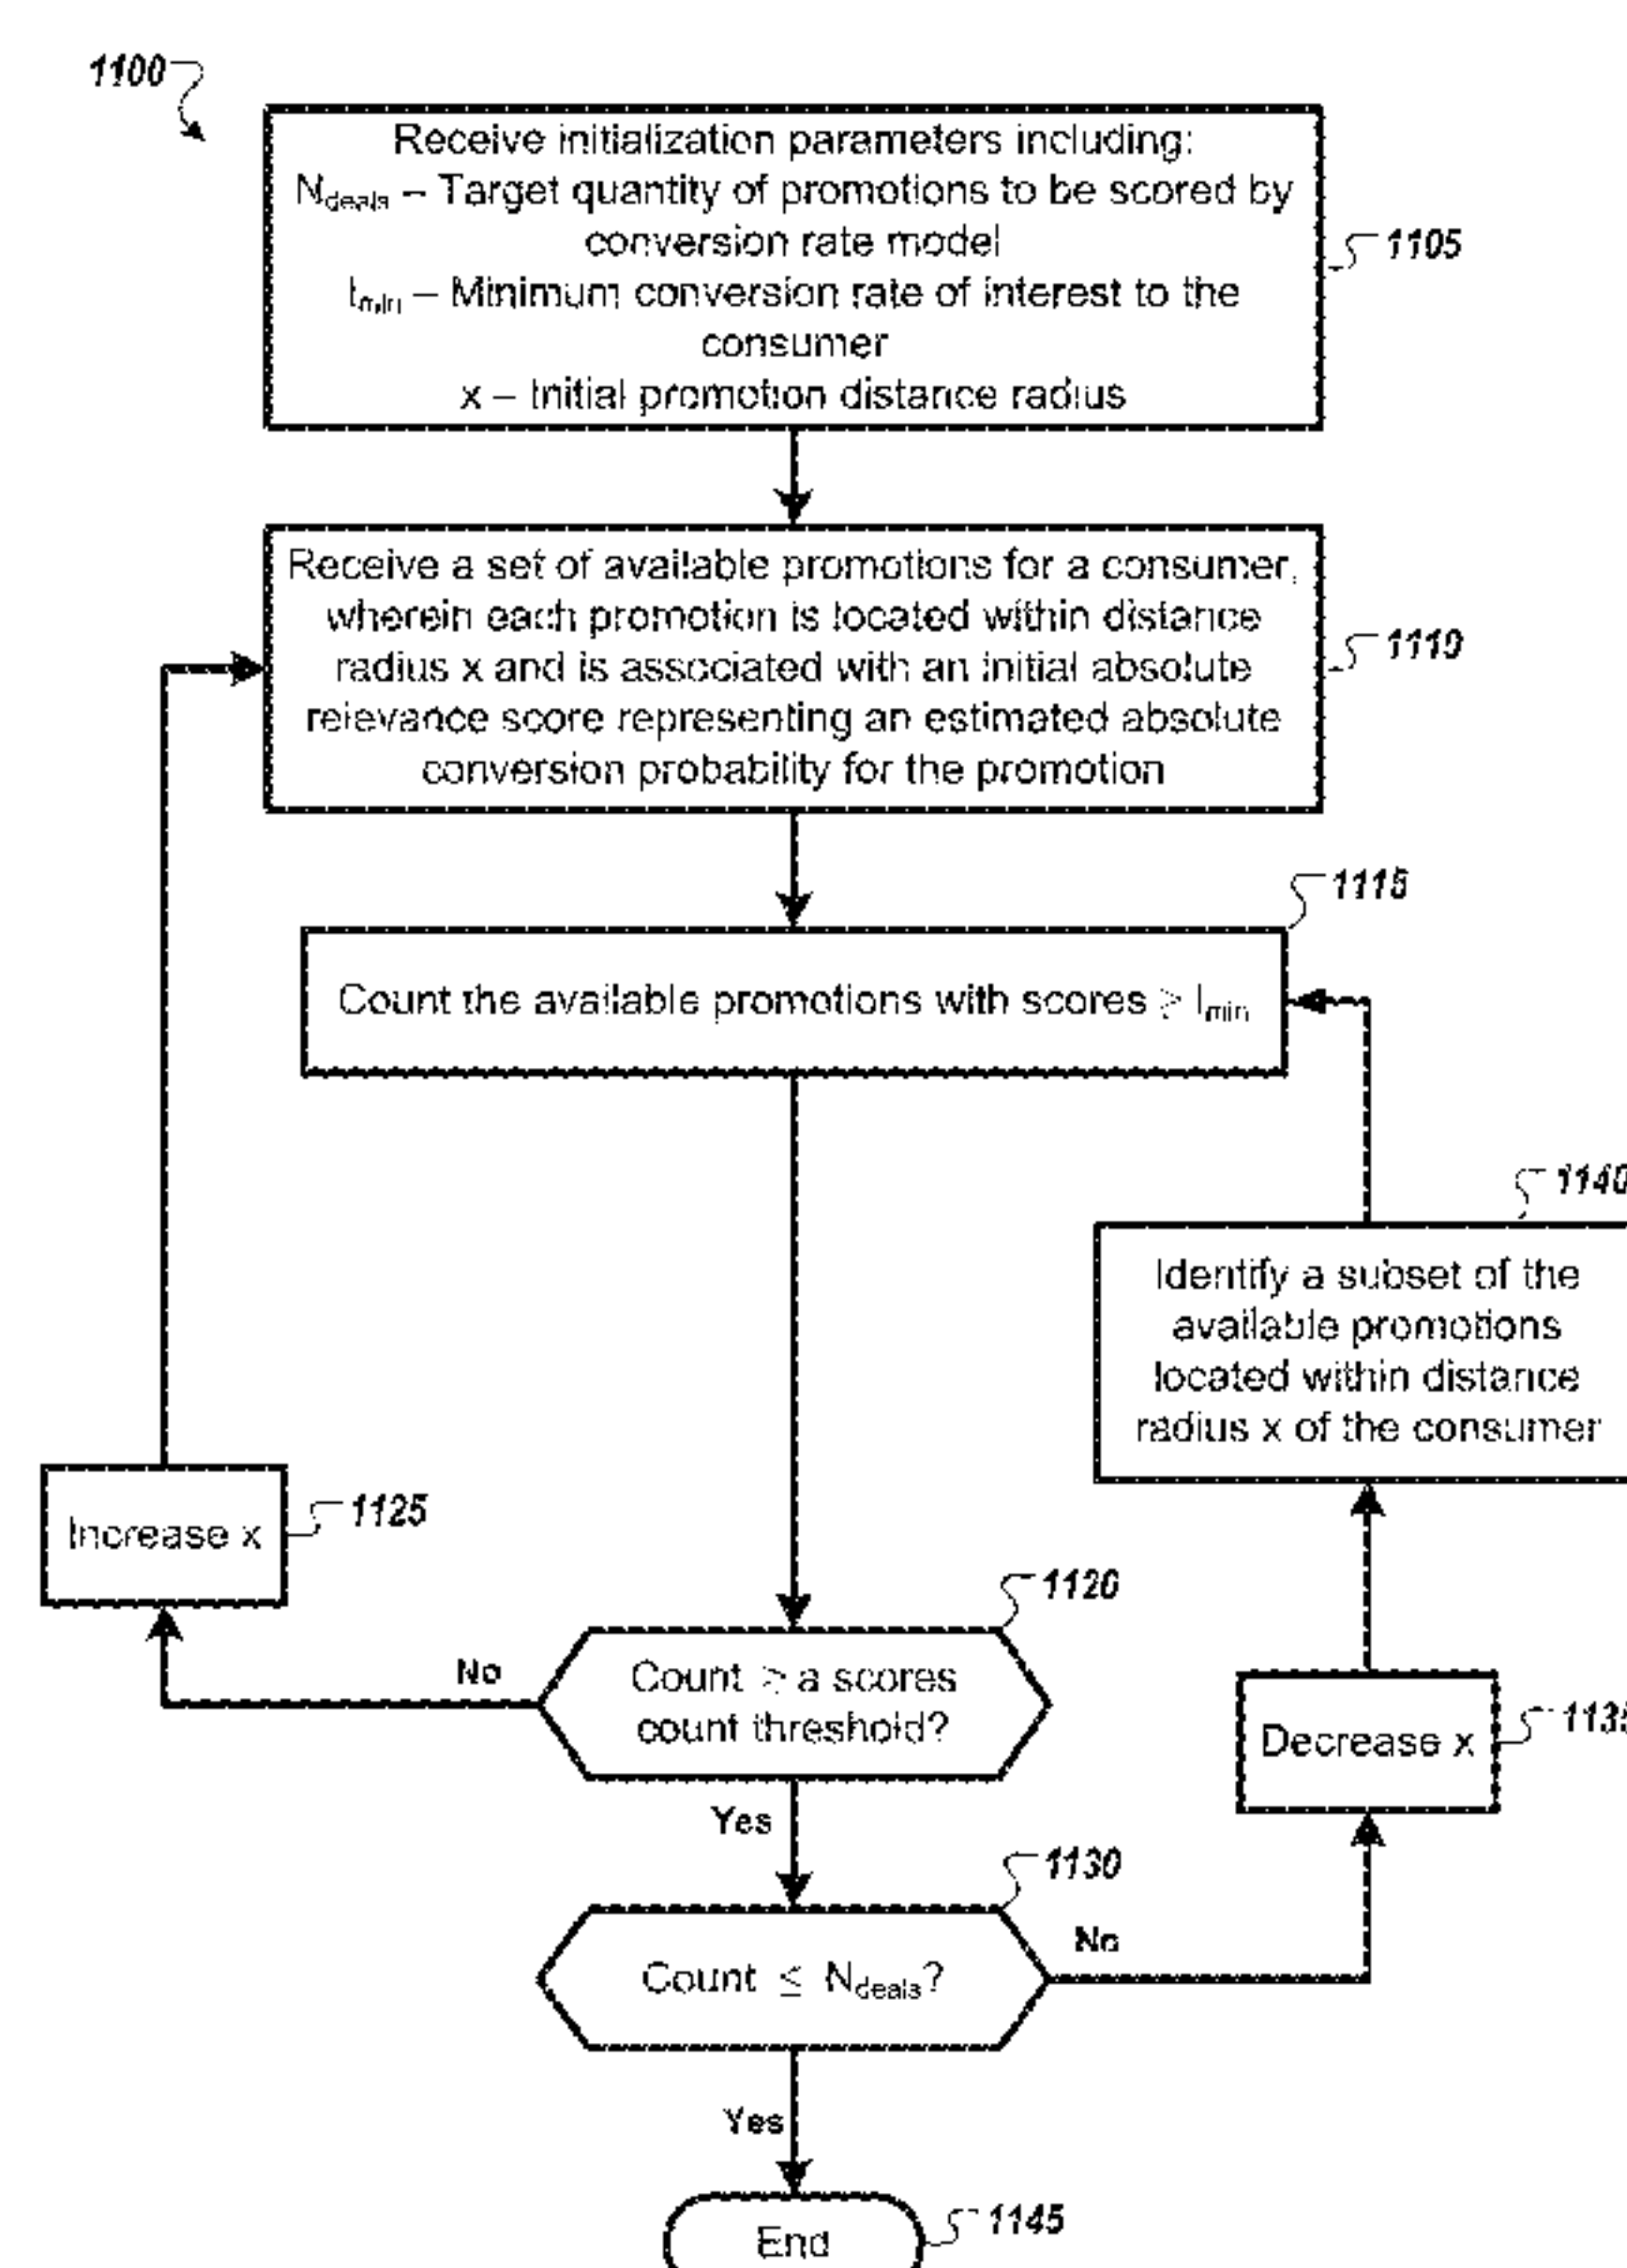 1100
Receive initialization parameters including:
Ndeals – Target quantity of promotions to be scored by
conversion rate model
Imin – Minimum conversion rate of interest to the
consumer
x – Initial promotion distance radius
1105
Receive a set of available promotions for a consumer,
wherein each promotion is located within distance
radius x and is associated with an initial absolute
relevance score representing an estimated absolute
conversion probability for the promotion
1110
1115
Count the available promotions with scores ≥ Imin
1140
Identify a subset of the
available promotions
located within distance
radius x of the consumer
Increase x
1125
1120
No
Count ≥ a scores
count threshold?
Decrease x
1135
Yes
1130
No
Count ≤ Ndeals?
Yes
End
1145